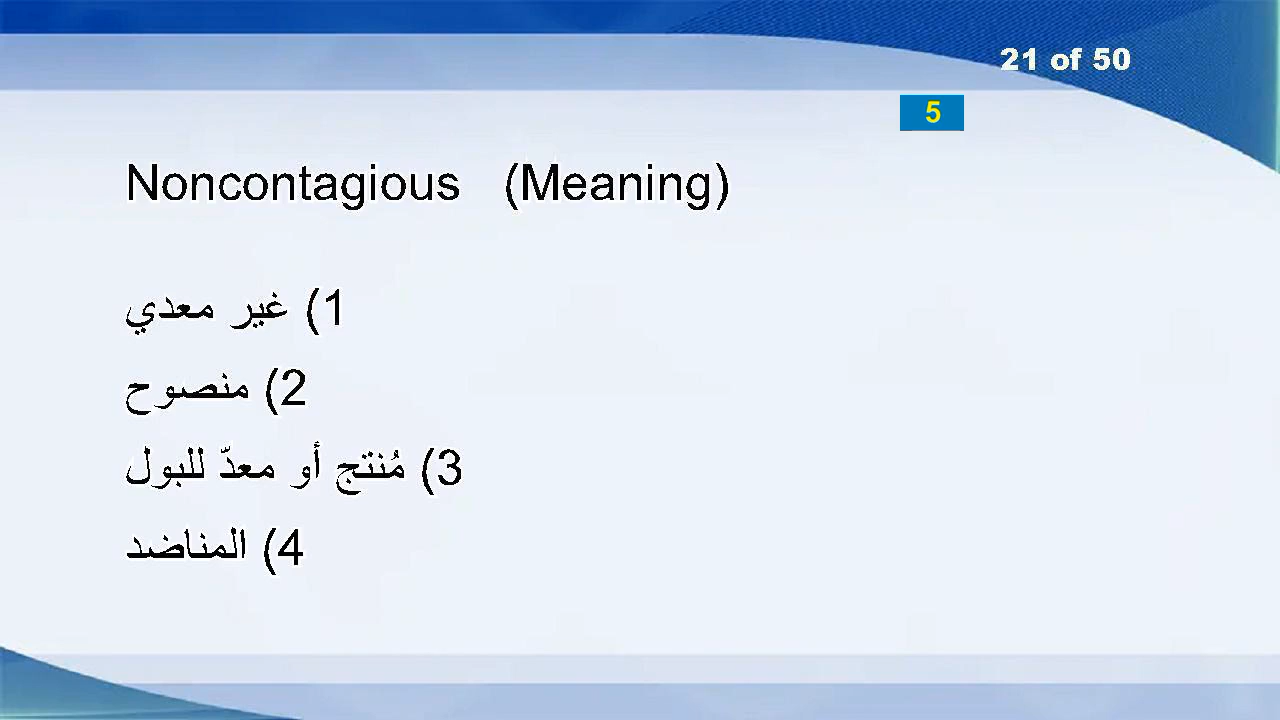 21 of 50
5
Noncontagious (Meaning)
1) غير معدي
2) منصوح
3) مُنتج أو معدّ للبول
4) المناضد